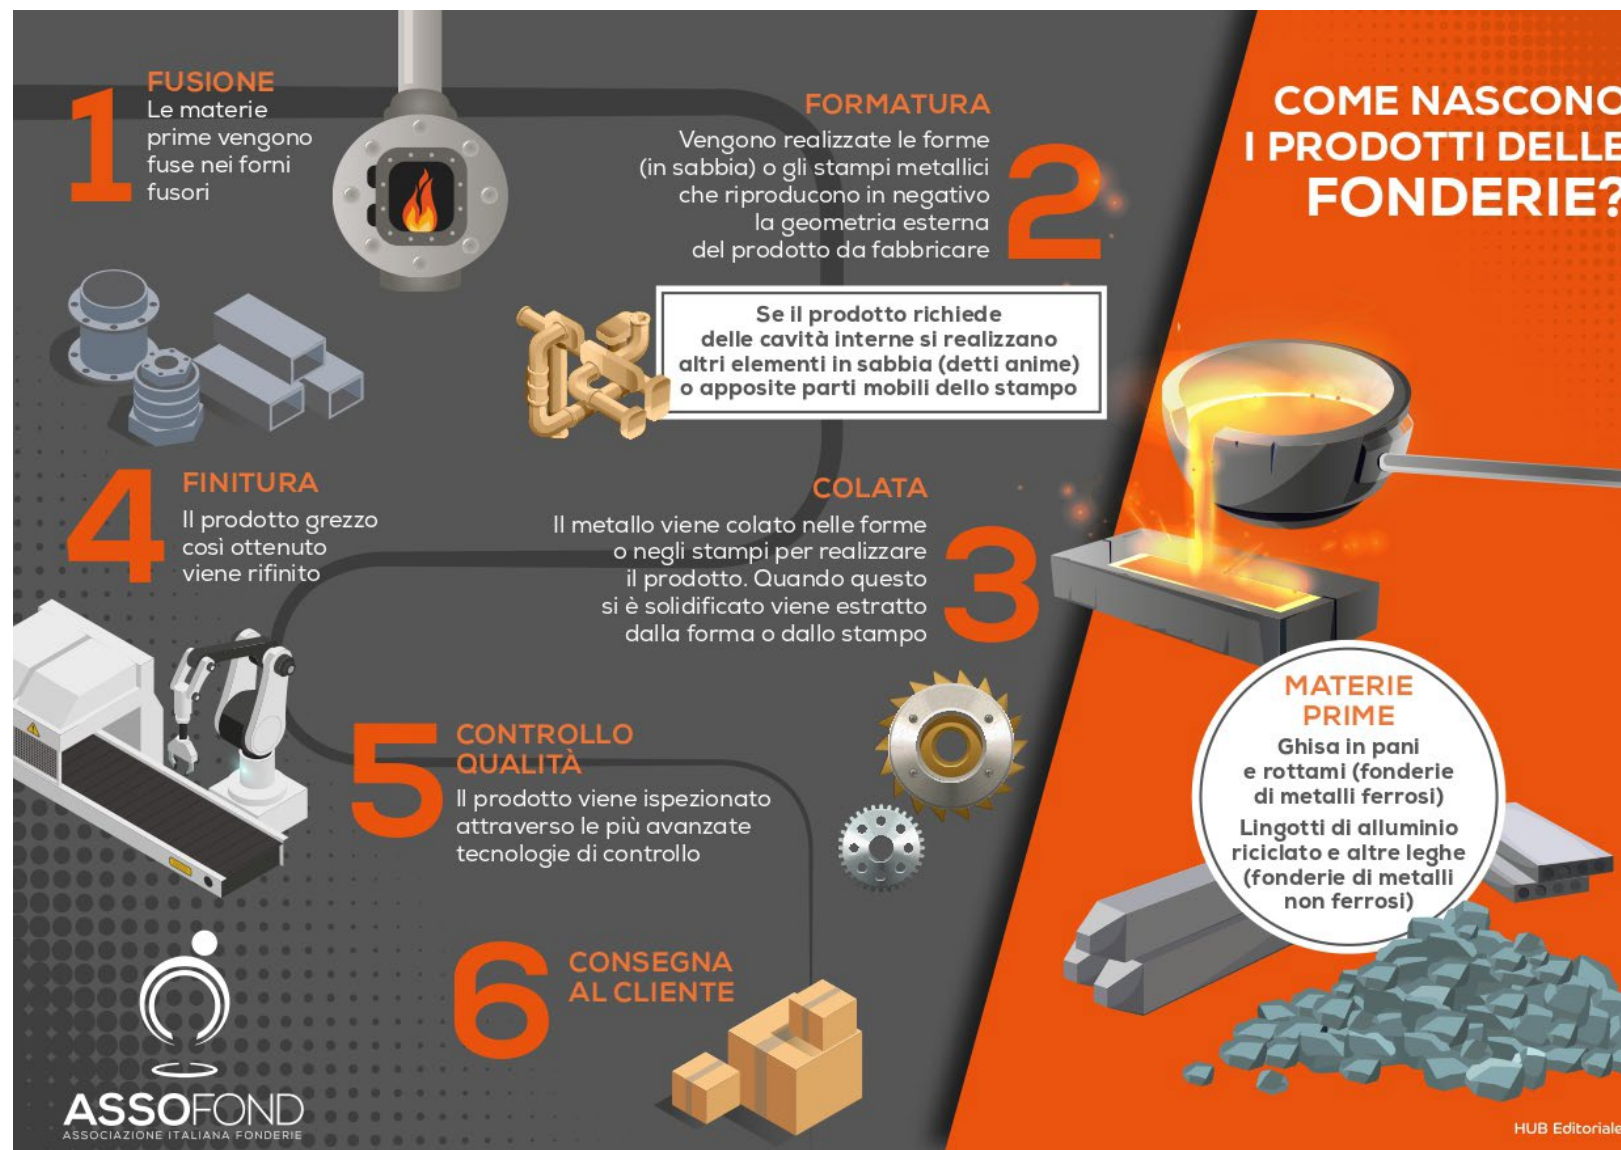 COME NASCONO
I PRODOTTI DELLE
FONDERIE?
1
FUSIONE
Le materie
prime vengono
fuse nei forni
fusori
2
FORMATURA
Vengono realizzate le forme
(in sabbia) o gli stampi metallici
che riproducono in negativo
la geometria esterna
del prodotto da fabbricare
Se il prodotto richiede
delle cavità interne si realizzano
altri elementi in sabbia (detti anime)
o apposite parti mobili dello stampo
3
COLATA
Il metallo viene colato nelle forme
o negli stampi per realizzare
il prodotto. Quando questo
si è solidificato viene estratto
dalla forma o dallo stampo
4
FINITURA
Il prodotto grezzo
così ottenuto
viene rifinito
5
CONTROLLO
QUALITÀ
Il prodotto viene ispezionato
attraverso le più avanzate
tecnologie di controllo
6
CONSEGNA
AL CLIENTE
MATERIE
PRIME
Ghisa in pani
e rottami (fonderie
di metalli ferrosi)
Lingotti di alluminio
riciclato e altre leghe
(fonderie di metalli
non ferrosi)
ASSOFOND
ASSOCIAZIONE ITALIANA FONDERIE
HUB Editoriale